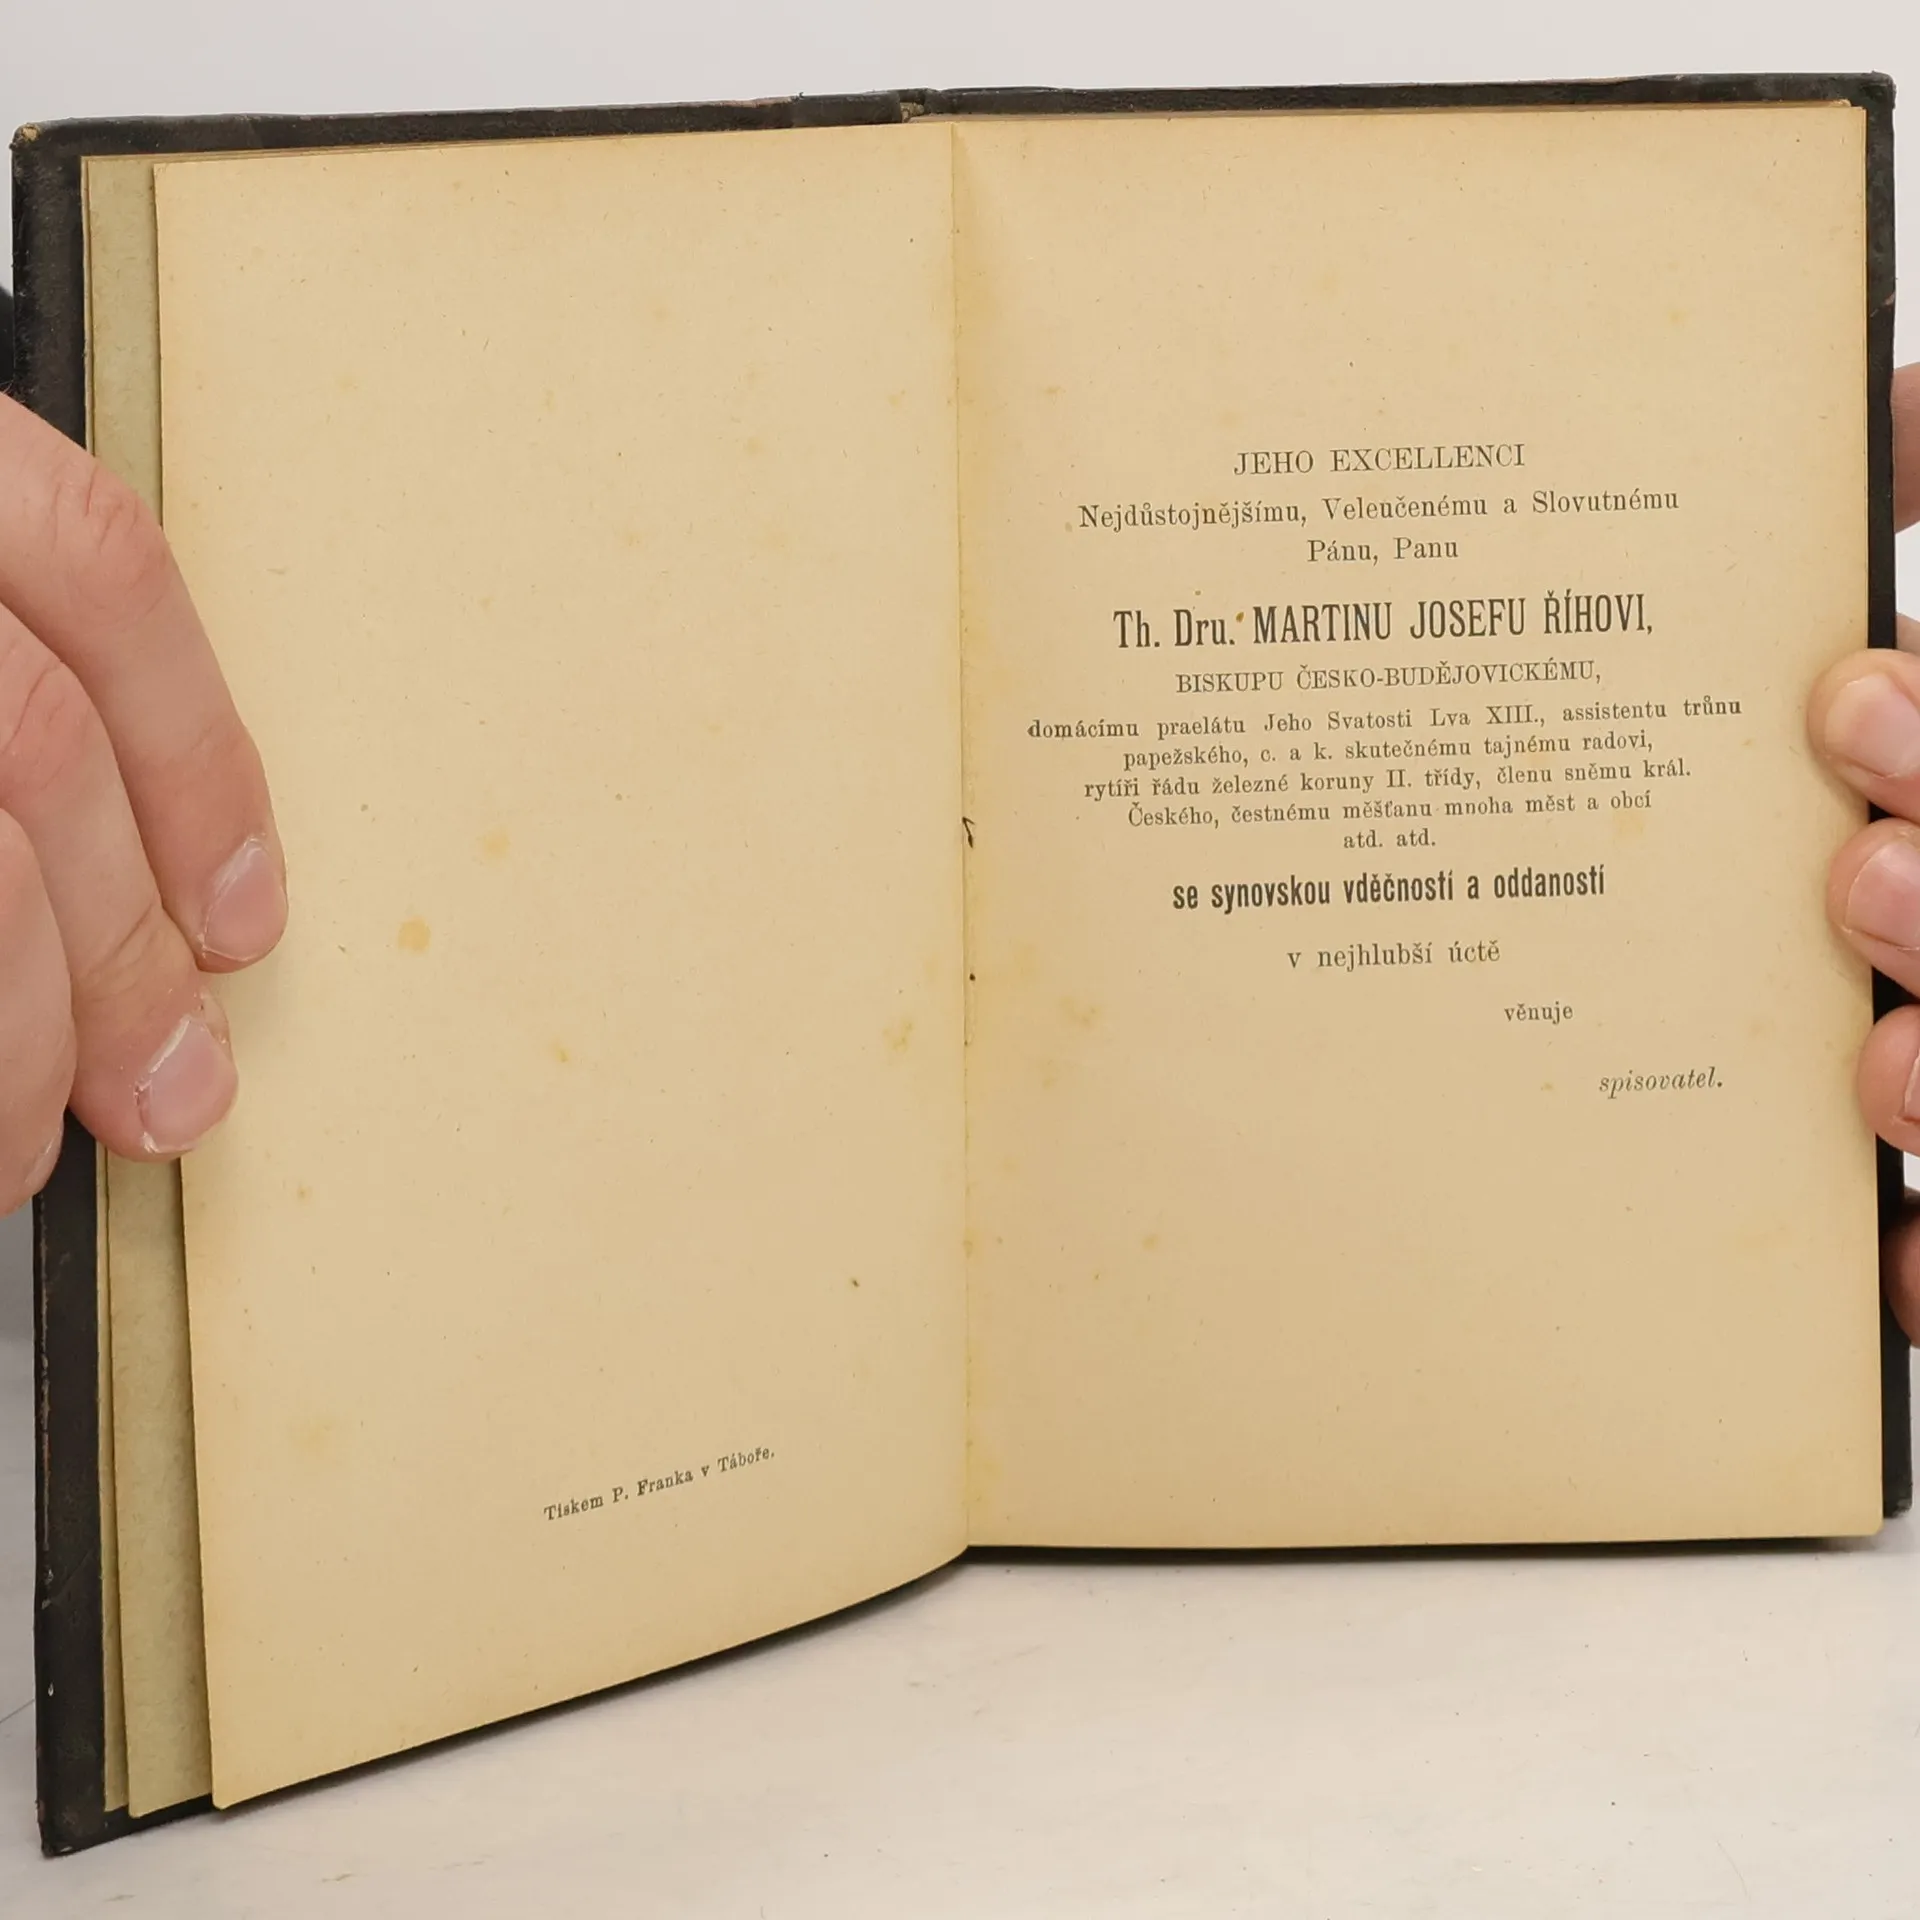 Tiskem P. Franka v Táboře.
JEHO EXCELLENCI
Nejdůstojnějšímu, Veleučenému a Slovutnému
Pánu, Panu
Th. Dru. MARTINU JOSEFU ŘÍHOVI,
BISKUPU ČESKO-BUDĚJOVICKÉMU,
domácímu praelátu Jeho Svatosti Lva XIII., assistentu trůnu
papežského, c. a k. skutečnému tajnému radovi,
rytíři řádu železné koruny II. třídy, členu sněmu král.
Českého, čestnému měšťanu mnoha měst a obcí
atd. atd.
se synovskou vděčností a oddaností
v nejhlubší úctě
věnuje
spisovatel.